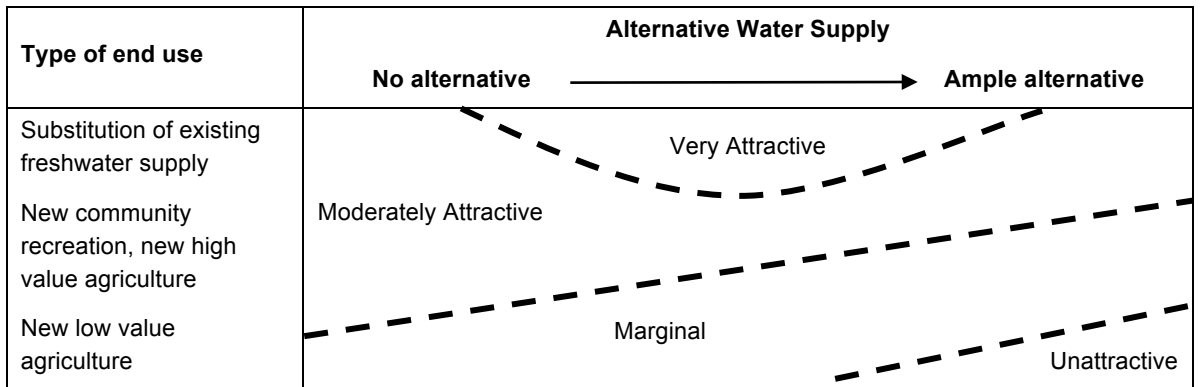 Type of end use
Alternative Water Supply
No alternative
Ample alternative
Substitution of existing
freshwater supply
Very Attractive
New community
recreation, new high
value agriculture
Moderately Attractive
New low value
agriculture
Marginal
Unattractive